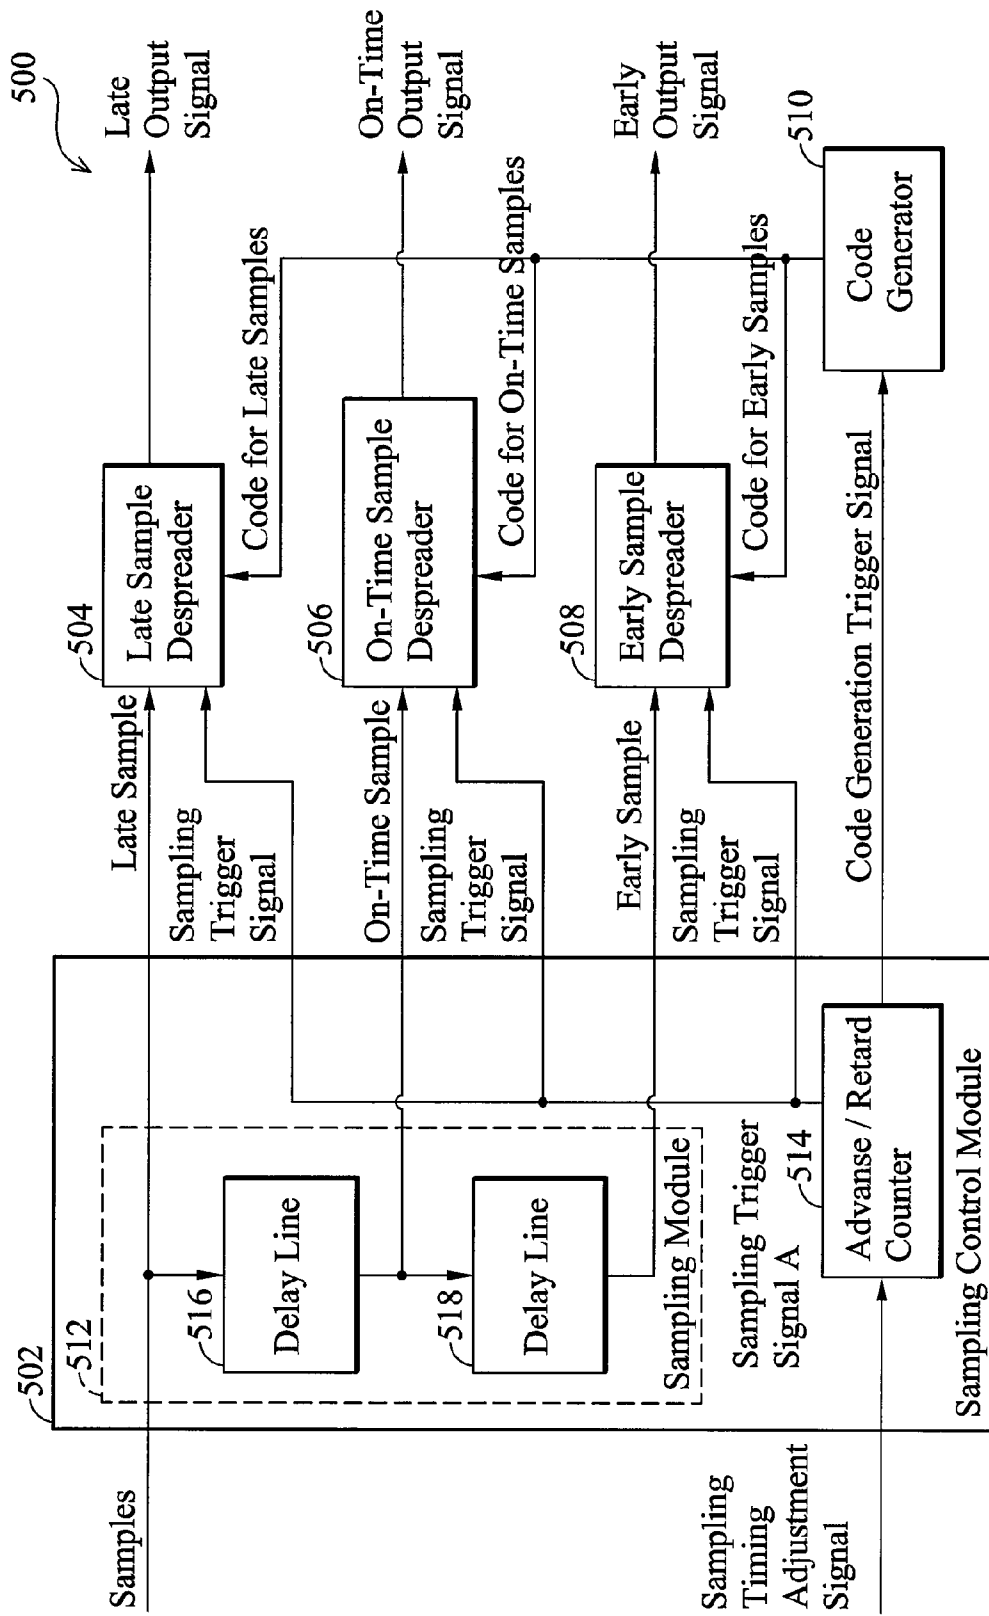 500
502
Samples
512
516
Delay Line
518
Delay Line
Sampling Module
Sampling Trigger
Signal A
514
Advanse / Retard
Counter
Sampling Control Module
Sampling
Timing
Adjustment
Signal
Late Sample
Sampling
Trigger
Signal
504
Late Sample
Despreader
Code for Late Samples
Late
Output
Signal
On-Time Sample
Sampling
Trigger
Signal
506
On-Time Sample
Despreader
Code for On-Time Samples
On-Time
Output
Signal
Early Sample
Sampling
Trigger
Signal
508
Early Sample
Despreader
Code for Early Samples
Early
Output
Signal
Code Generation Trigger Signal
510
Code
Generator